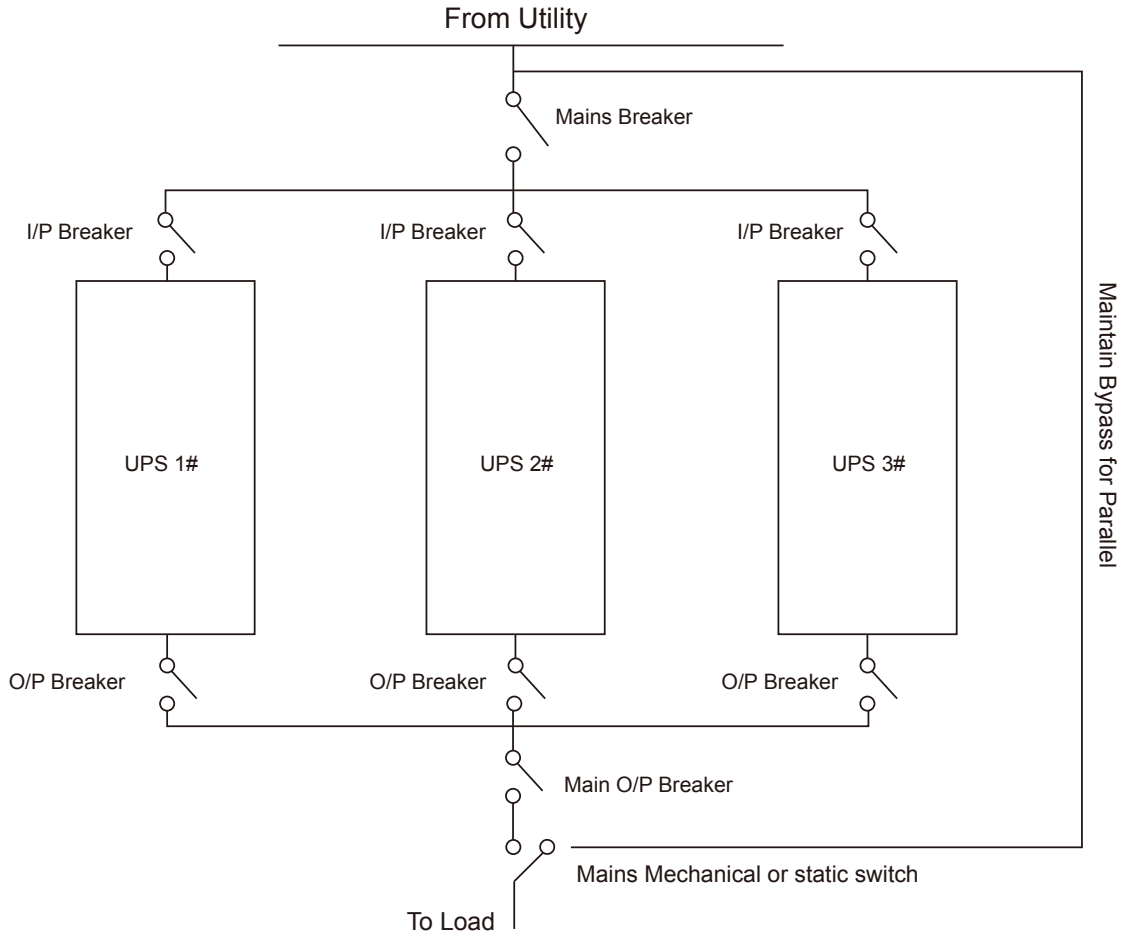 From Utility
Mains Breaker
I/P Breaker
I/P Breaker
I/P Breaker
Maintain Bypass for Parallel
UPS 1#
UPS 2#
UPS 3#
O/P Breaker
O/P Breaker
O/P Breaker
Main O/P Breaker
Mains Mechanical or static switch
To Load